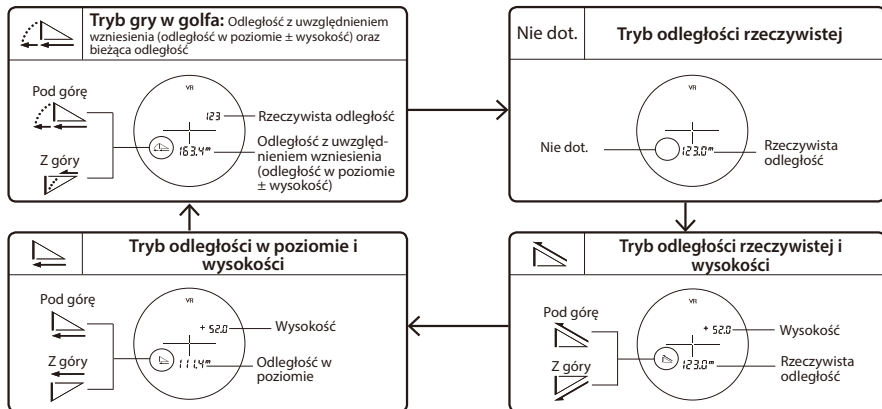 Tryb gry w golfa: Odległość z uwzględnieniem
wzniesienia (odległość w poziomie ± wysokość) oraz
bieżąca odległość
Pod górę
Z góry
VR
123
163.4m
Rzeczywista odległość
Odległość z uwzględ-
nieniem wzniesienia
(odległość w poziomie
± wysokość)
Nie dot.
Tryb odległości rzeczywistej
Nie dot.
VR
123.0m
Rzeczywista
odległość
Tryb odległości w poziomie i
wysokości
Pod górę
Z góry
VR
+ 52.0
111,4m
Wysokość
Odległość w
poziomie
Tryb odległości rzeczywistej i
wysokości
Pod górę
Z góry
VR
+ 52.0
123.0m
Wysokość
Rzeczywista
odległość